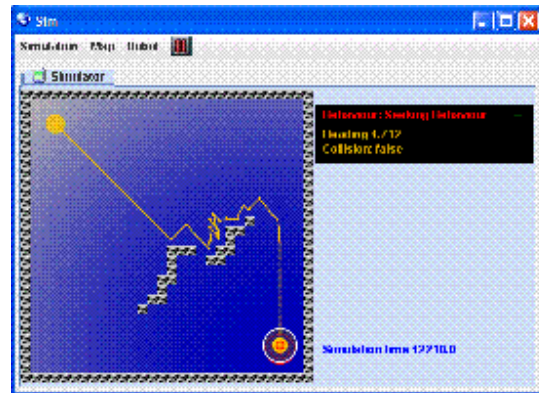 Sim
Simulation Map Robot
Simulator
Behaviour: Seeking Behaviour
Heading 4.712
Collision: false
Simulation time 12210.0